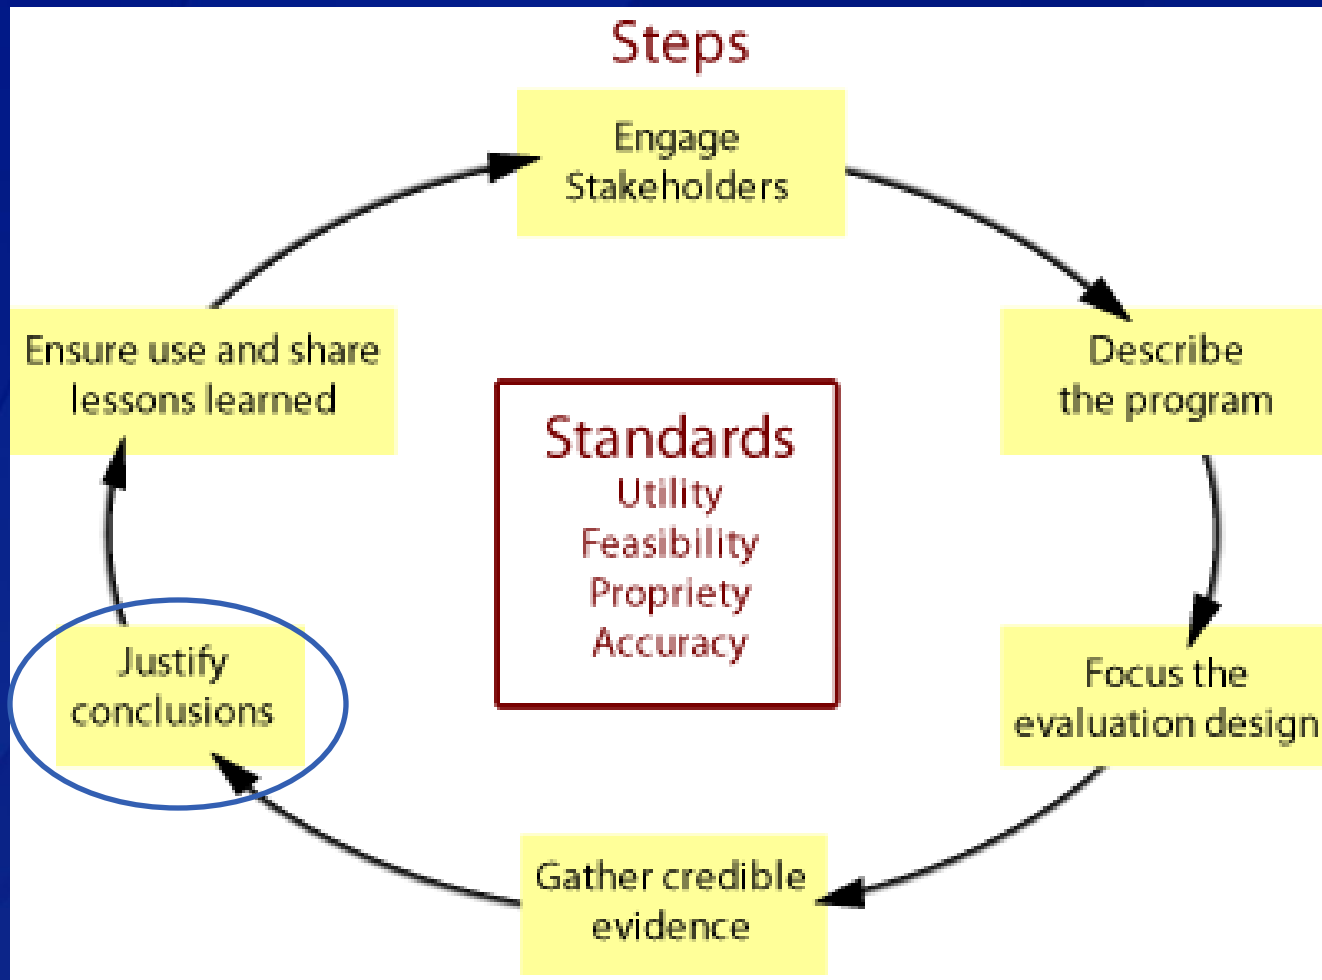 Steps
Engage
Stakeholders
Describe
the program
Focus the
evaluation design
Gather credible
evidence
Justify
conclusions
Ensure use and share
lessons learned
Standards
Utility
Feasibility
Propriety
Accuracy